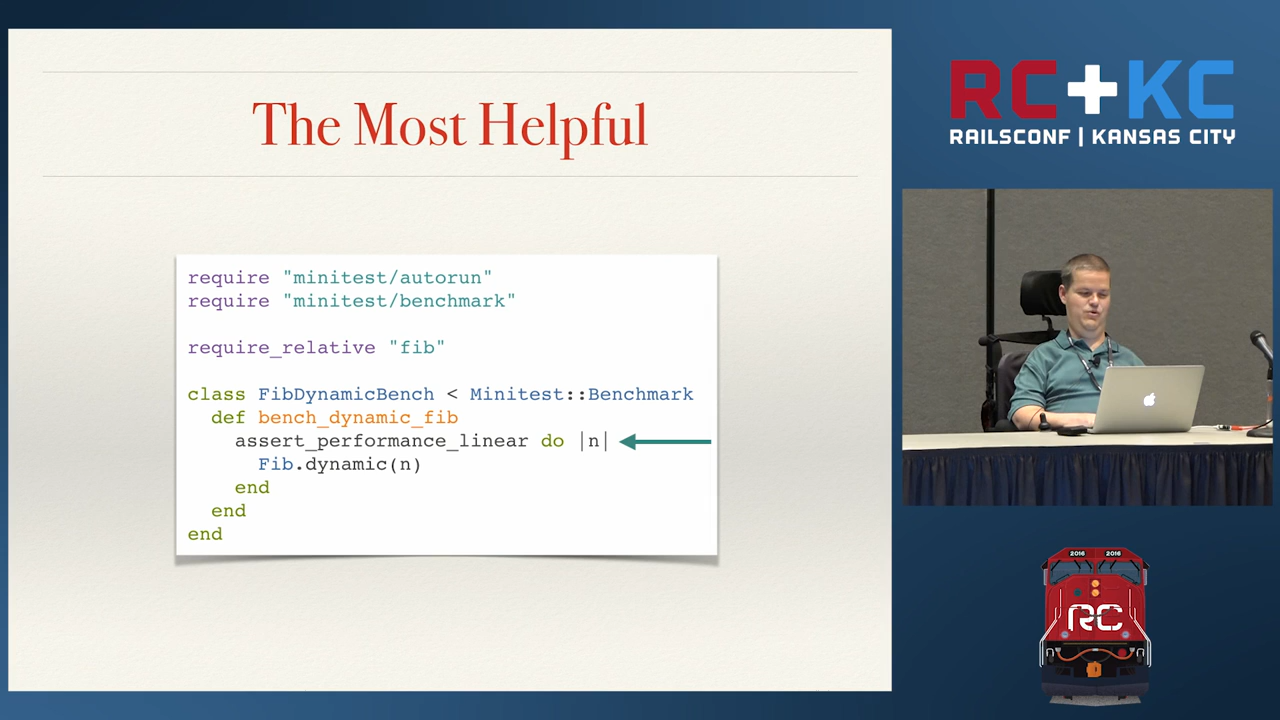 The Most Helpful
require "minitest/autorun"
require "minitest/benchmark"
require_relative "fib"
class FibDynamicBench < Minitest::Benchmark
def bench_dynamic_fib
assert_performance_linear do |n|
Fib.dynamic(n)
end
end
end
RC+KC
RAILSCONF | KANSAS CITY
2016 2016
RC